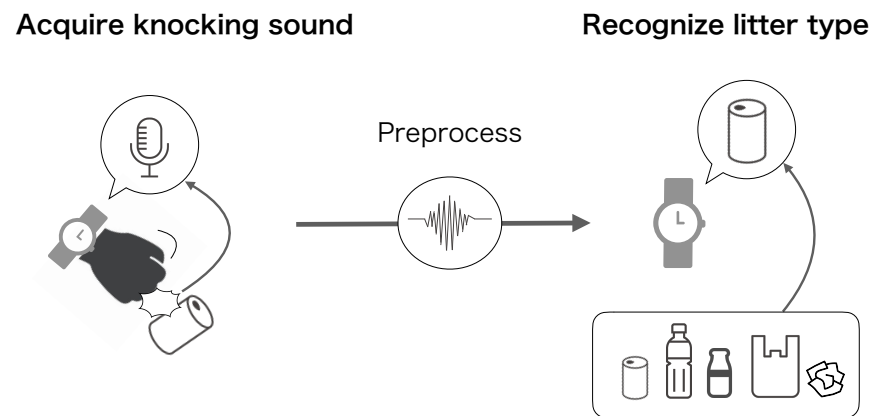 Acquire knocking sound
Recognize litter type
Preprocess